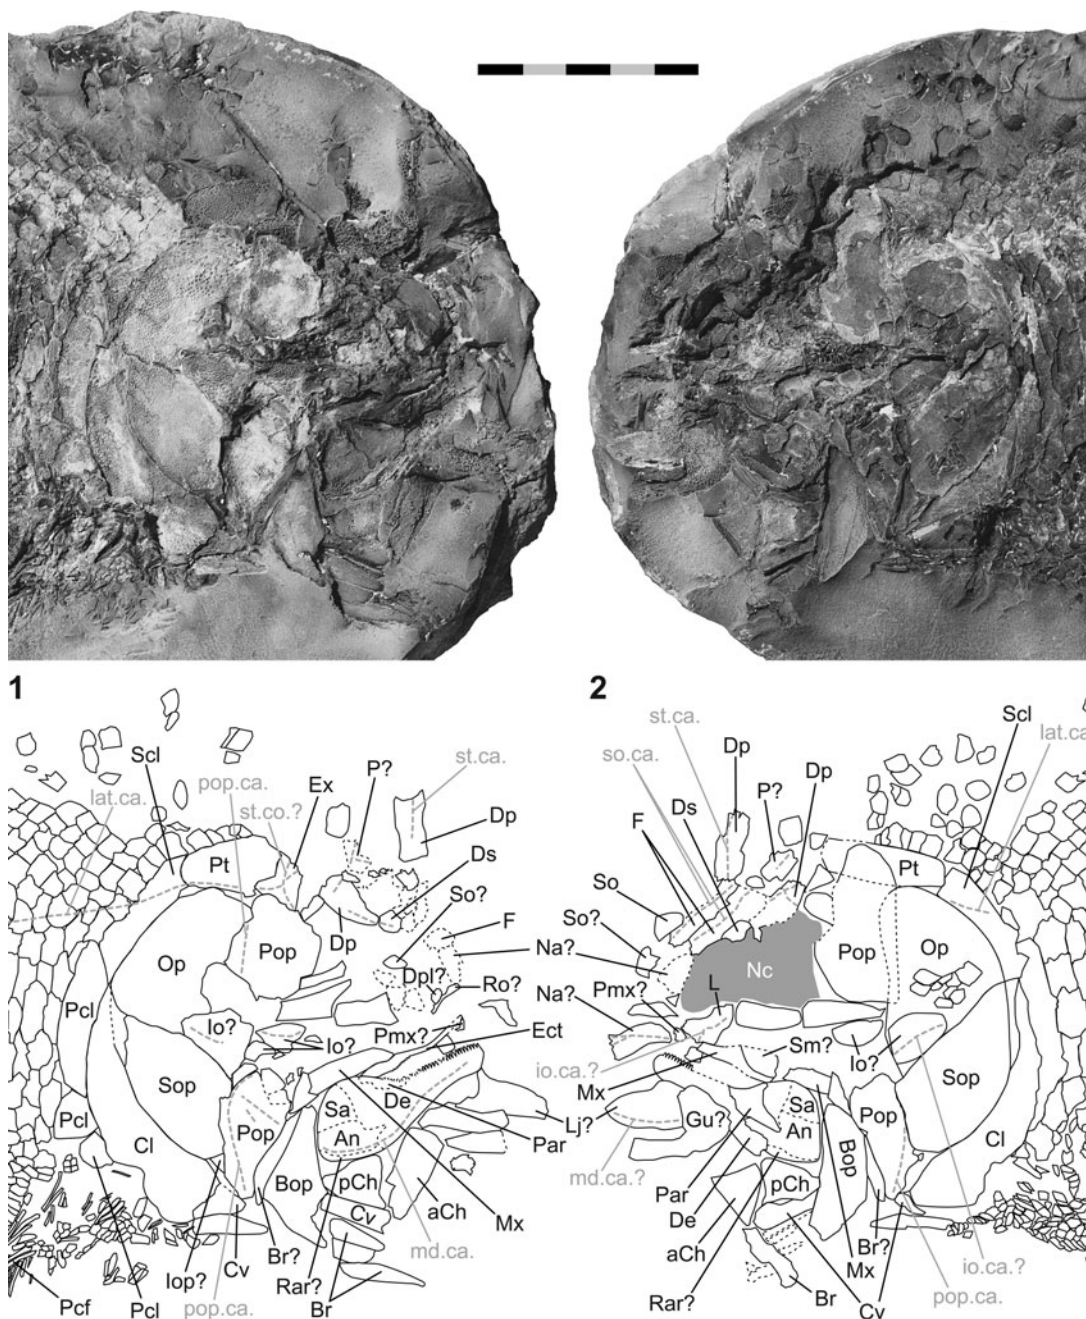 1
2
st.ca.
Scl
pop.ca.
P?
lat.ca.
st.co.?
Ex
Dp
Pt
Ds
So?
F
Op
Pop
Dp
Na?
Dpl?
Ro?
Pcl
Io?
Pmx?
Ect
Io?
Sop
De
Sa
Lj?
Pcl
Pop
An
Par
Cl
Bop
pCh
aCh
Mx
Cv
md.ca.
Iop?
Cv
Br?
Rar?
Pcf
Pcl
pop.ca.
Br
st.ca.
Scl
so.ca.
Dp
lat.ca.
Ds
P?
Dp
F
Pt
So
So?
Pop
Op
Na?
Nc
Pmx?
L
Na?
Sm?
Io?
io.ca.?
Sop
Mx
Sa
Lj?
Pop
Gu?
An
Cl
md.ca.?
Bop
pCh
Par
De
aCh
Br?
Mx
io.ca.?
Rar?
Br
Cv
pop.ca.